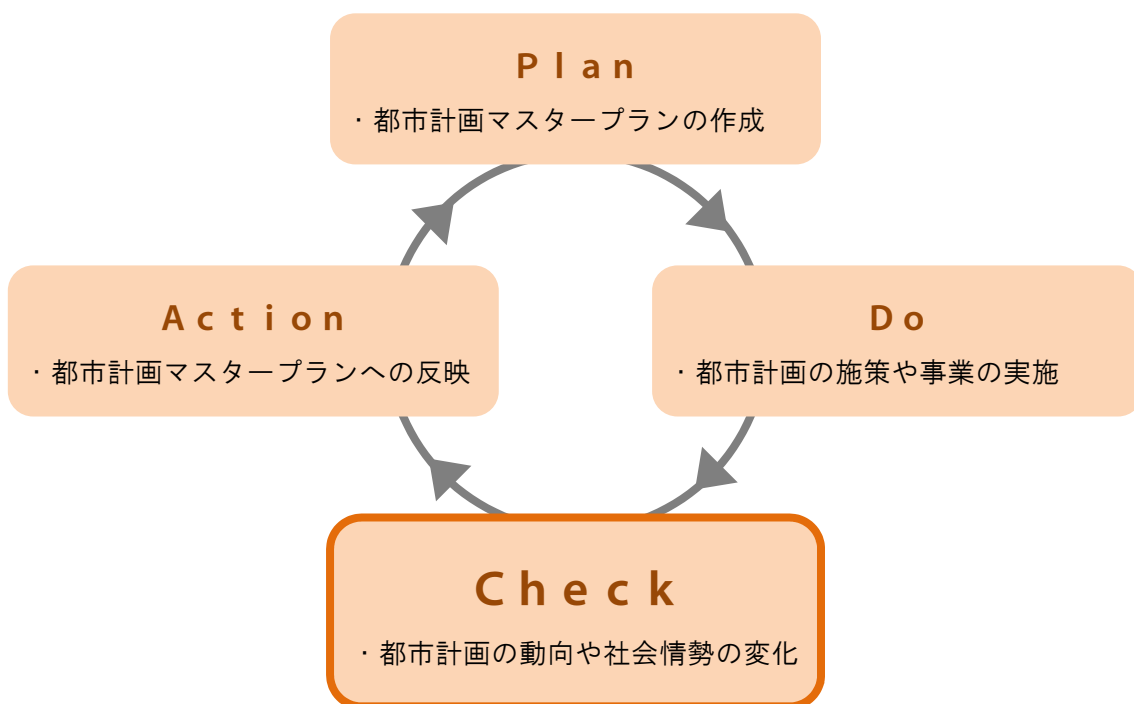 Plan
・都市計画マスタープランの作成
Action
・都市計画マスタープランへの反映
Do
・都市計画の施策や事業の実施
Check
・都市計画の動向や社会情勢の変化